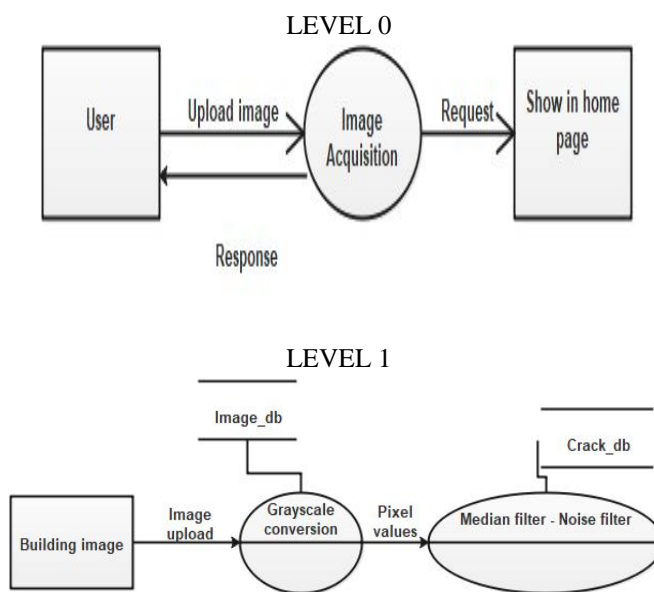 LEVEL 0
User
Upload image
Image
Acquisition
Request
Show in home
page
Response
LEVEL 1
Image_db
Crack_db
Building image
Image
upload
Grayscale
conversion
Pixel
values
Median filter - Noise filter